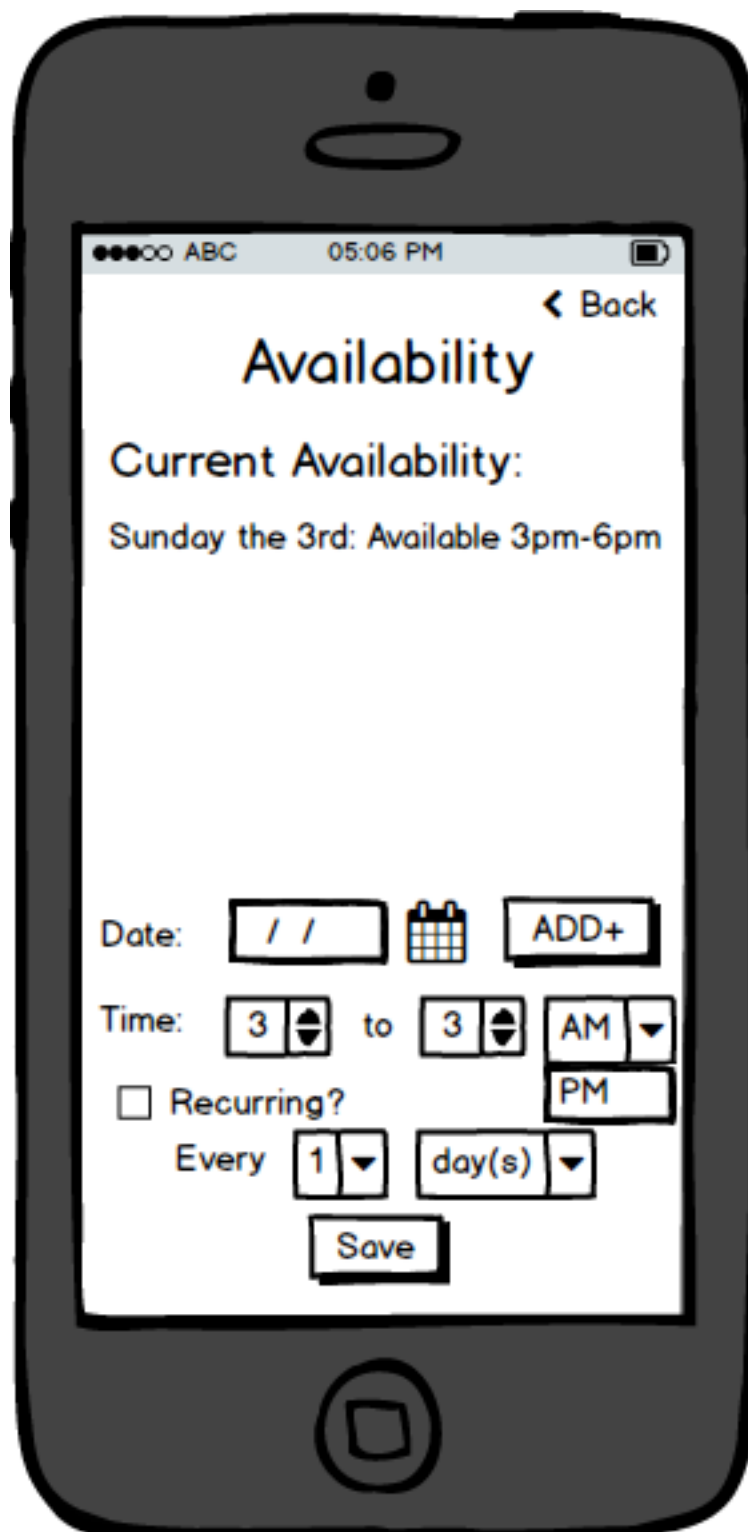 ABC 05:06 PM
Back
Availability
Current Availability:
Sunday the 3rd: Available 3pm-6pm
Date: / / ADD+
Time: 3 to 3 AM
PM
Recurring?
Every 1 day(s)
Save